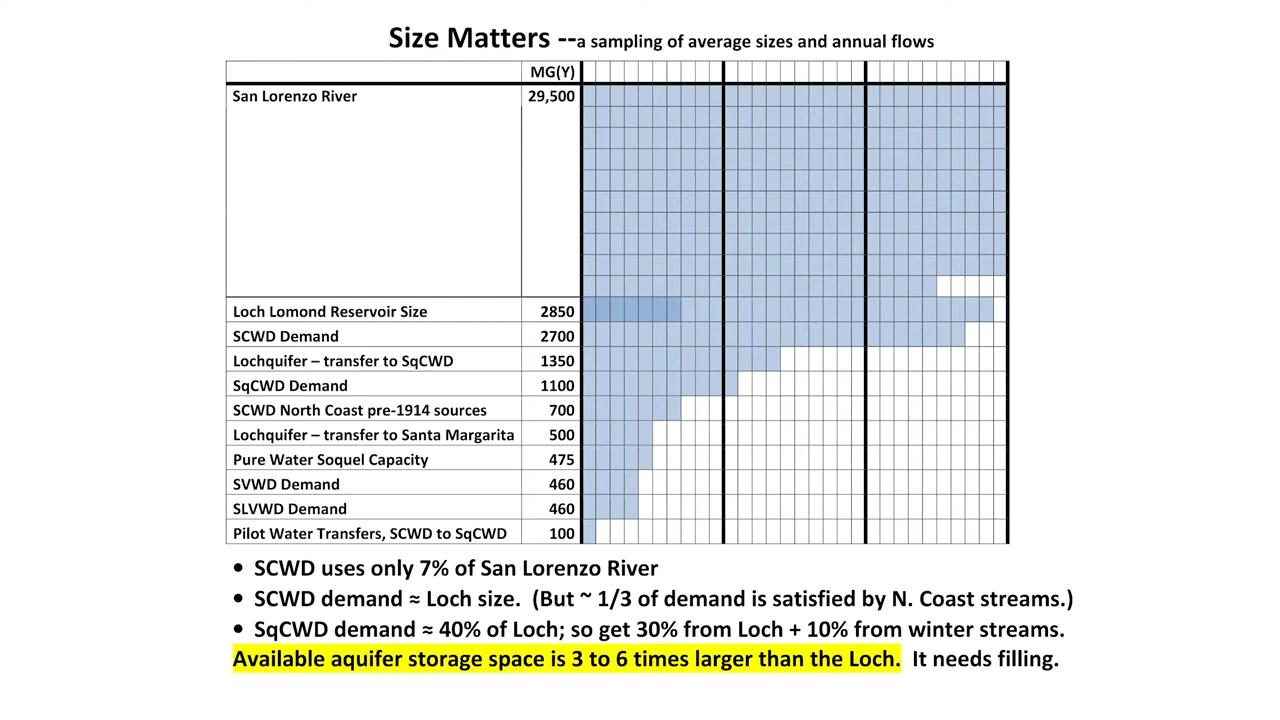 Size Matters --a sampling of average sizes and annual flows
MG(Y)
San Lorenzo River 29,500
Loch Lomond Reservoir Size 2850
SCWD Demand 2700
Lochquifer – transfer to SqCWD 1350
SqCWD Demand 1100
SCWD North Coast pre-1914 sources 700
Lochquifer – transfer to Santa Margarita 500
Pure Water Soquel Capacity 475
SVWD Demand 460
SLVWD Demand 460
Pilot Water Transfers, SCWD to SqCWD 100
• SCWD uses only 7% of San Lorenzo River
• SCWD demand ≈ Loch size. (But ~ 1/3 of demand is satisfied by N. Coast streams.)
• SqCWD demand ≈ 40% of Loch; so get 30% from Loch + 10% from winter streams.
Available aquifer storage space is 3 to 6 times larger than the Loch. It needs filling.